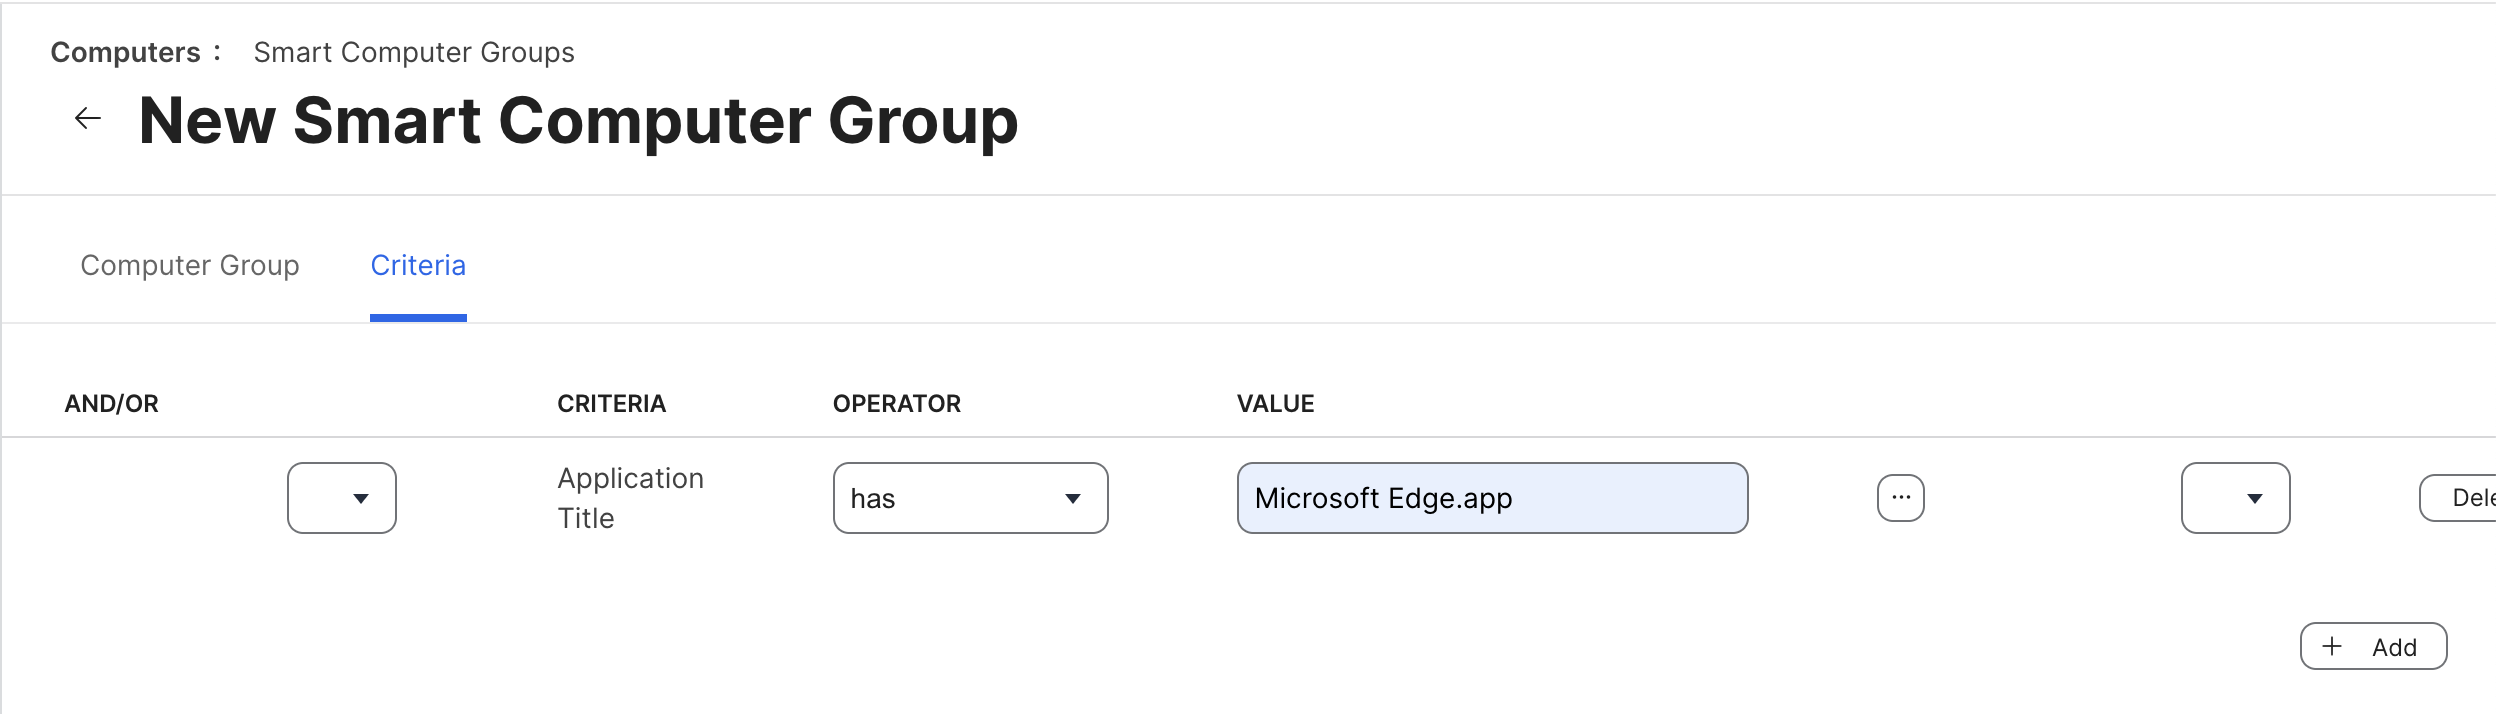 Computers : Smart Computer Groups
New Smart Computer Group
Computer Group Criteria
AND/OR CRITERIA OPERATOR VALUE
Application
Title
has
Microsoft Edge.app
...
Dele
+ Add